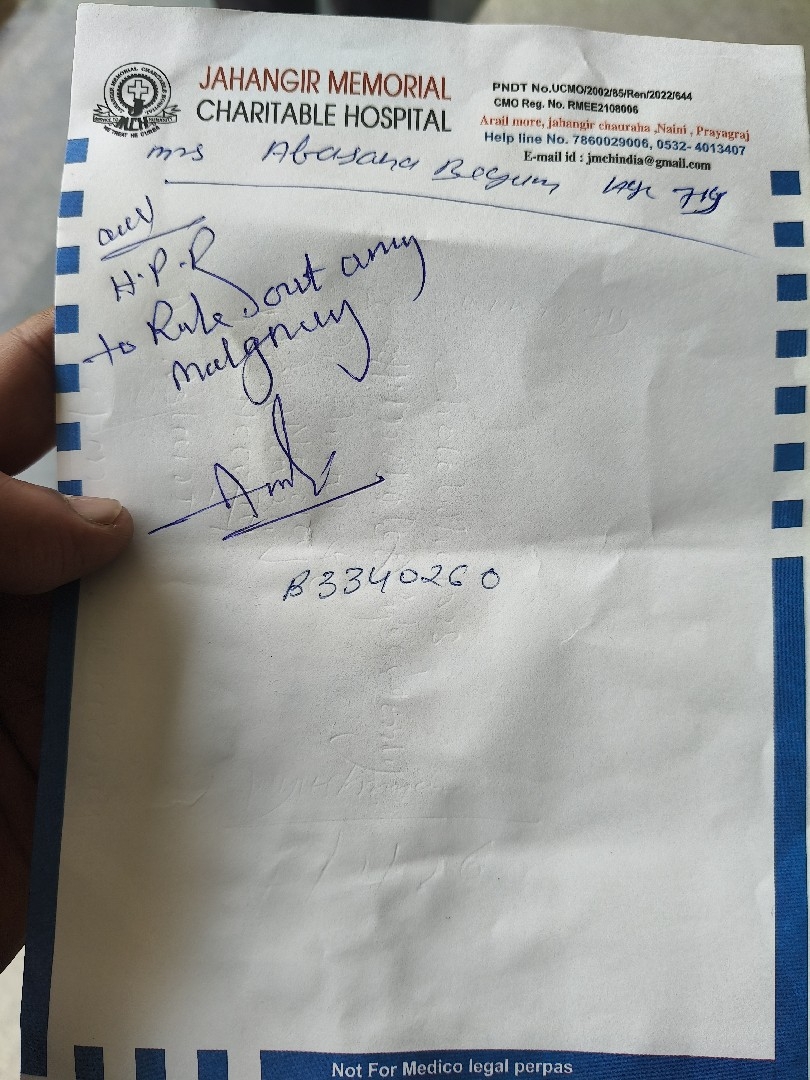 JAHANGIR MEMORIAL
CHARITABLE HOSPITAL
PNDT No.UCMO/2002/85/Ren/2022/644
CMO Reg. No. RMEE2108006
Arail more, jahangir chauraha ,Naini , Prayagraj
Help line No. 7860029006, 0532- 4013407
E-mail id : jmchindia@gmail.com
mrs Abasana Begum
H.P.R
to Rule out any
Malgnency
B3340260
Not For Medico legal perpas